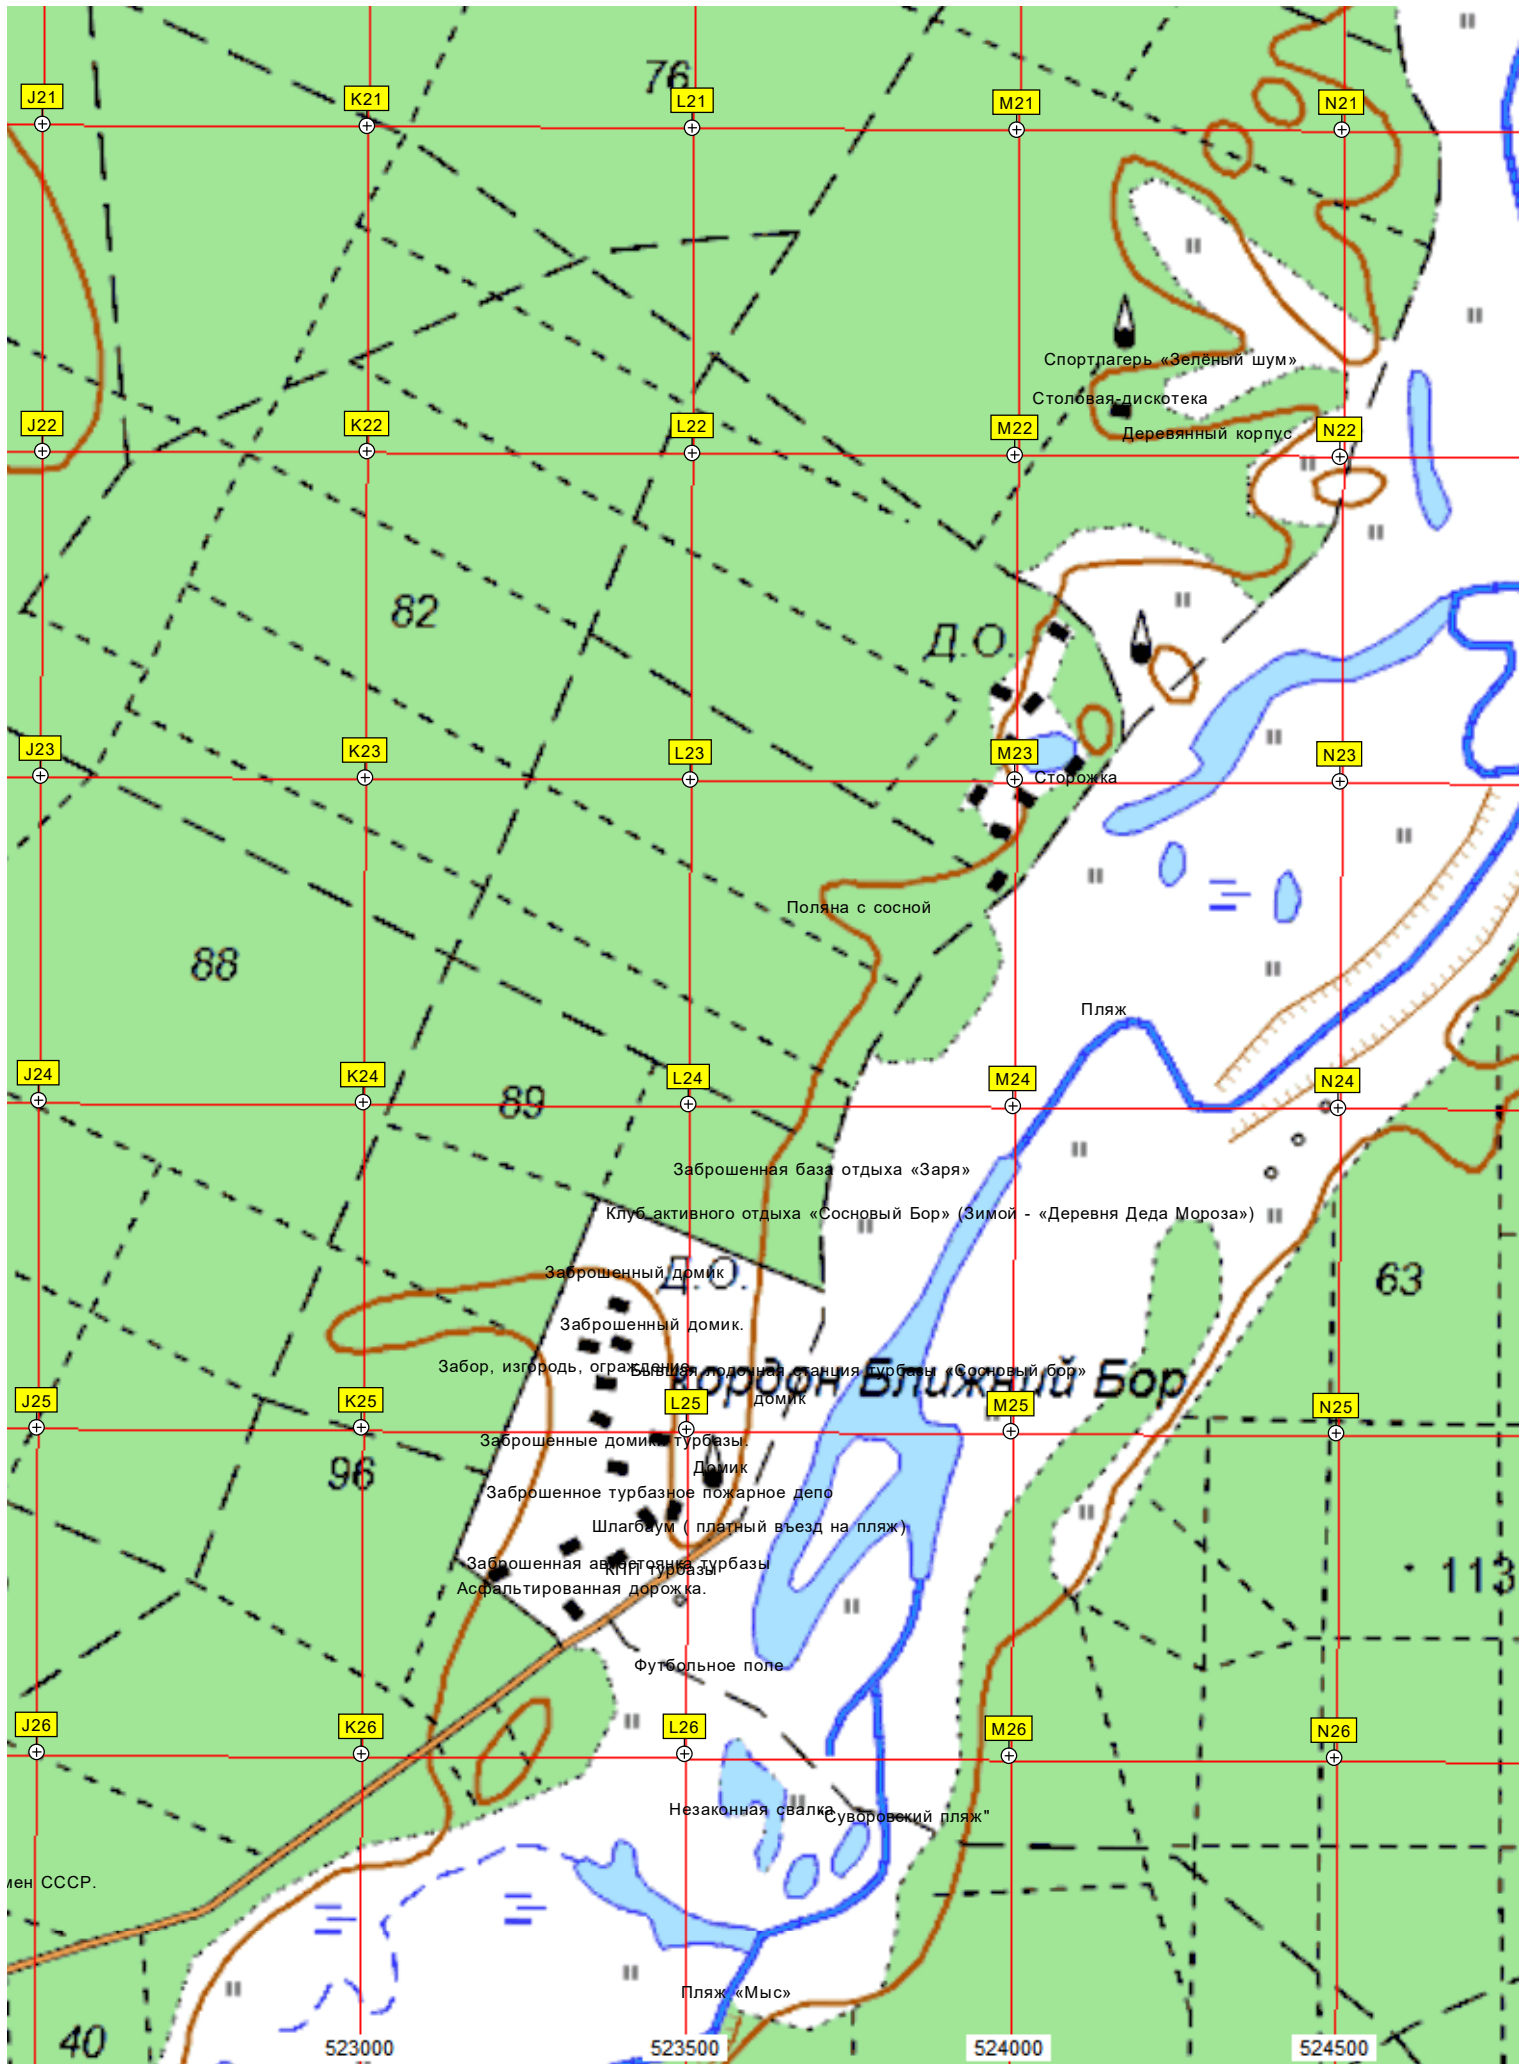 76
J21
K21
L21
M21
N21
Спортлагерь «Зелёный шум»
Столовая-дискотека
J22
K22
L22
M22
N22
Деревянный корпус
82
Д.О.
J23
K23
L23
M23
N23
Сторожка
Поляна с сосной
88
Пляж
J24
K24
L24
M24
N24
89
Заброшенная база отдыха «Заря»
Клуб активного отдыха «Сосновый Бор» (Зимой - «Деревня Деда Мороза»)
Заброшенный домик
Д.О.
63
Заброшенный домик.
Забор, изгородь, ограждение
Бывшая лодочная станция турбазы «Сосновый бор»
кордон Ближний Бор
домик
J25
K25
L25
M25
N25
Заброшенные домики турбазы.
96
Домик
Заброшенное турбазное пожарное депо
Шлагбаум ( платный въезд на пляж)
Заброшенная автостоянка турбазы
КПП турбазы
113
Асфальтированная дорожка.
Футбольное поле
J26
K26
L26
M26
N26
Незаконная свалка
"Суворовский пляж"
мен СССР.
Пляж «Мыс»
40
523000
523500
524000
524500